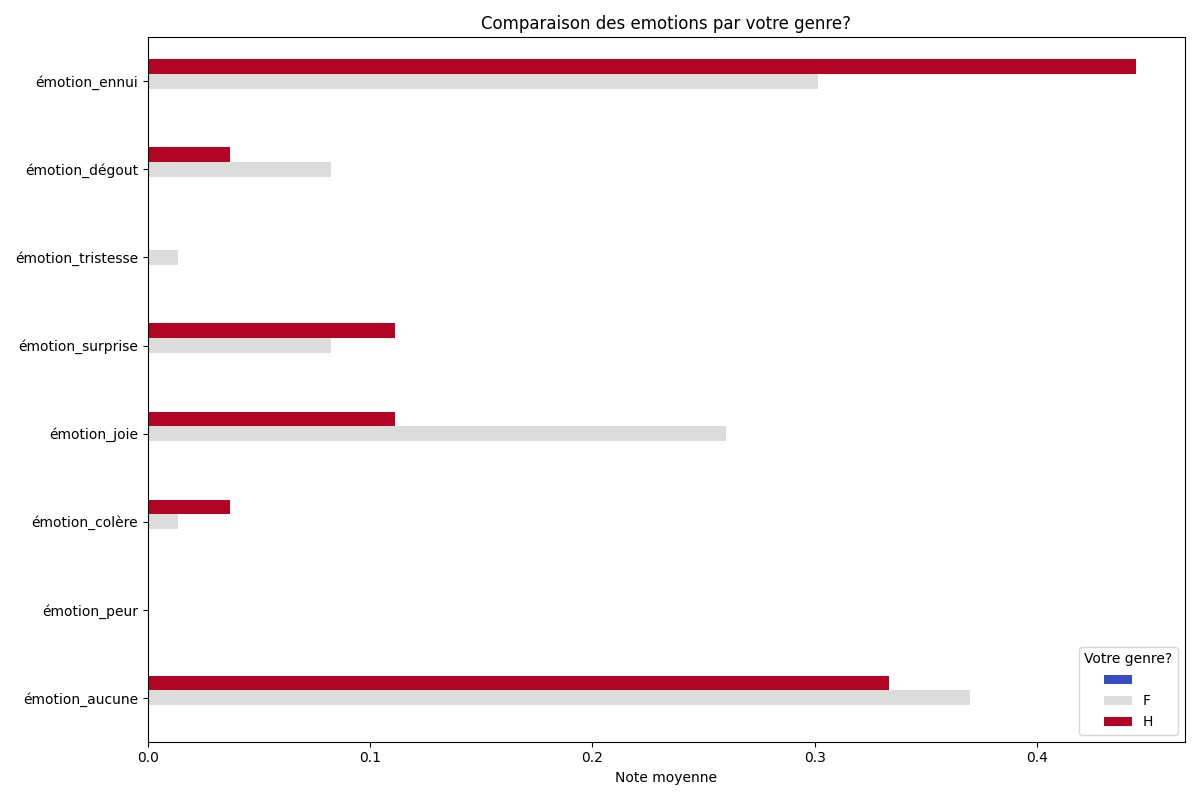 Comparaison des emotions par votre genre?
émotion_ennui
émotion_dégout
émotion_tristesse
émotion_surprise
émotion_joie
émotion_colère
émotion_peur
émotion_aucune
Votre genre?
F
H
0.0 0.1 0.2 0.3 0.4
Note moyenne